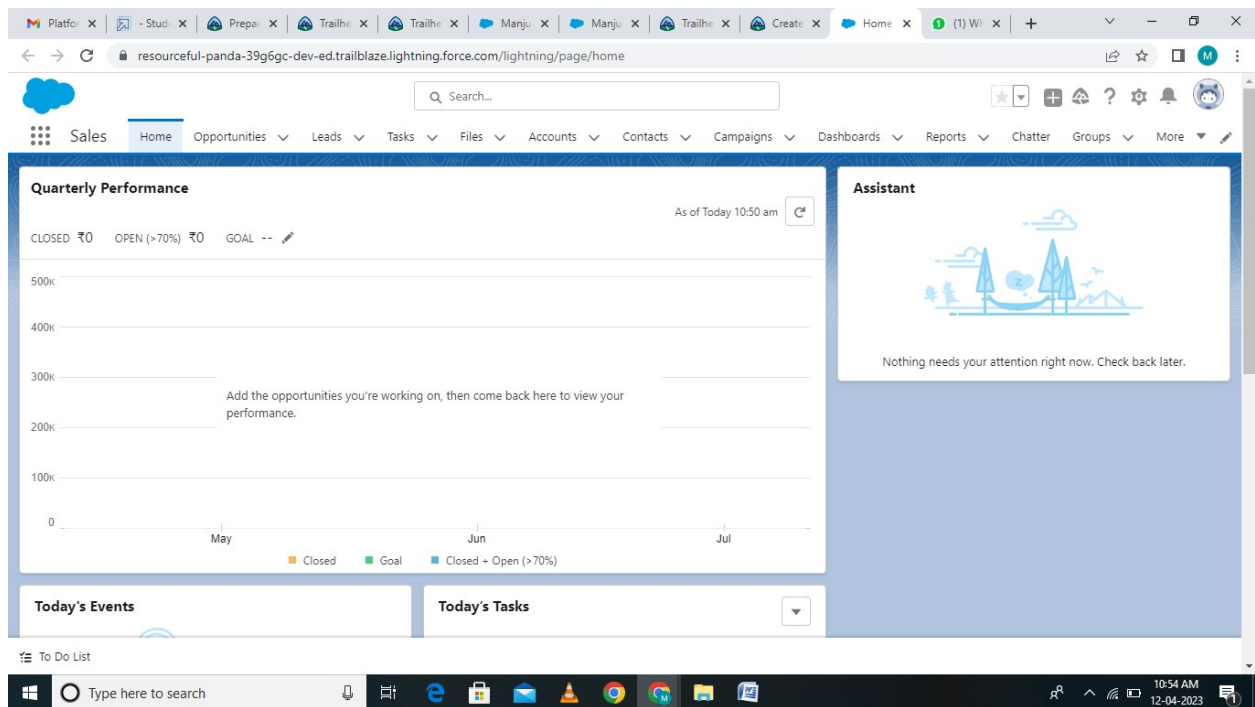 Platfor
- Stude
Prepar
Trailhe
Trailhe
Manju
Manju
Trailhe
Create
Home
(1) Wh
resourceful-panda-39g6gc-dev-ed.trailblaze.lightning.force.com/lightning/page/home
M
Search...
Sales
Home
Opportunities
Leads
Tasks
Files
Accounts
Contacts
Campaigns
Dashboards
Reports
Chatter
Groups
More
Quarterly Performance
As of Today 10:50 am
CLOSED ₹0 OPEN (>70%) ₹0 GOAL --
500K
400K
300K
200K
100K
0
Add the opportunities you're working on, then come back here to view your
performance.
May Jun Jul
Closed Goal Closed + Open (>70%)
Assistant
z
Nothing needs your attention right now. Check back later.
Today's Events
Today's Tasks
To Do List
Type here to search
10:54 AM
12-04-2023
1